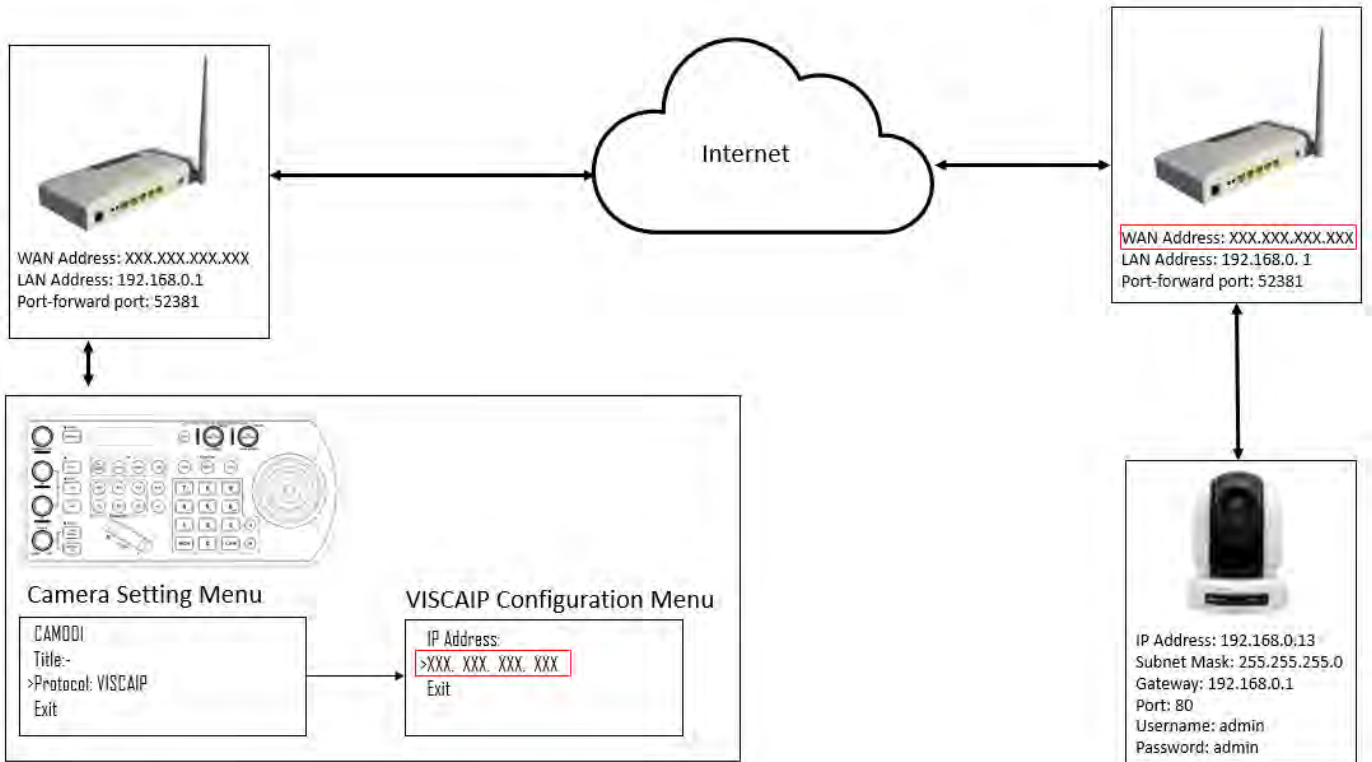 Internet
WAN Address: XXX.XXX.XXX.XXX
LAN Address: 192.168.0.1
Port-forward port: 52381
WAN Address: XXX.XXX.XXX.XXX
LAN Address: 192.168.0. 1
Port-forward port: 52381
Camera Setting Menu
CAM001
Title:-
>Protocol: VISCAIP
Exit
VISCAIP Configuration Menu
IP Address:
>XXX. XXX. XXX. XXX
Exit
IP Address: 192.168.0.13
Subnet Mask: 255.255.255.0
Gateway: 192.168.0.1
Port: 80
Username: admin
Password: admin